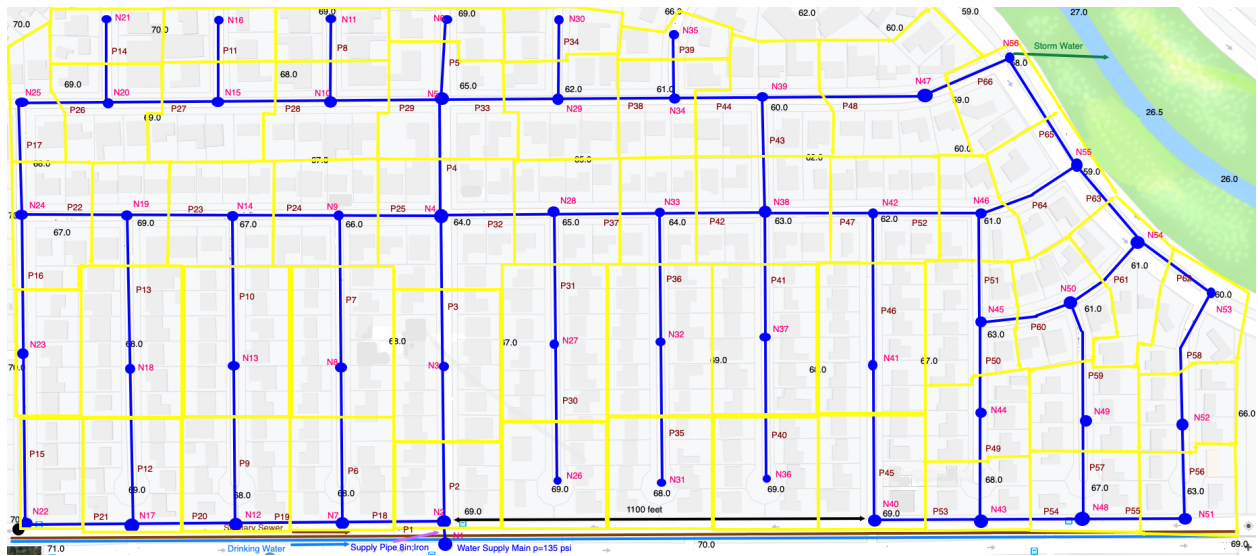 70.0
N21
N16
69.0
N11
N6
69.0
N30
66.0
62.0
59.0
27.0
70.0
60.0
N35
N56
Storm Water
P14
P11
P8
P34
P39
P5
58.0
69.0
68.0
65.0
62.0
61.0
P66
N25
N20
N15
N10
N5
N29
N34
N39
N47
59.0
26.5
P26
P27
P28
P29
P33
P38
P44
60.0
P48
69.0
P65
P17
P43
68.0
67.0
P4
65.0
62.0
60.0
N55
59.0
26.0
N24
P22
N19
P23
N14
P24
N9
P25
N4
N28
N33
N38
N42
N46
P64
P63
69.0
67.0
66.0
64.0
P32
65.0
P37
64.0
P42
63.0
P47
62.0
P52
61.0
67.0
N54
61.0
P16
P13
P10
P7
P3
P31
P36
P41
P46
P51
P61
P62
60.0
N50
61.0
N53
N45
63.0
P60
N23
70.0
68.0
N18
N13
N8
68.0
N3
67.0
N27
N32
69.0
N37
68.0
N41
67.0
P50
P58
P59
P30
N44
N49
N52
66.0
P15
P12
P9
P6
P35
P40
P49
P57
P56
P2
N26
69.0
N31
68.0
N36
69.0
P45
68.0
67.0
63.0
69.0
68.0
68.0
N22
P21
N17
P20
N12
P19
N7
P18
N2
69.0
1100 feet
N40
69.0
P53
N43
P54
N48
P55
N51
Sanitary Sewer
P1
N1
71.0
Drinking Water
Supply Pipe 8in,Iron
Water Supply Main p=135 psi
70.0
69.0